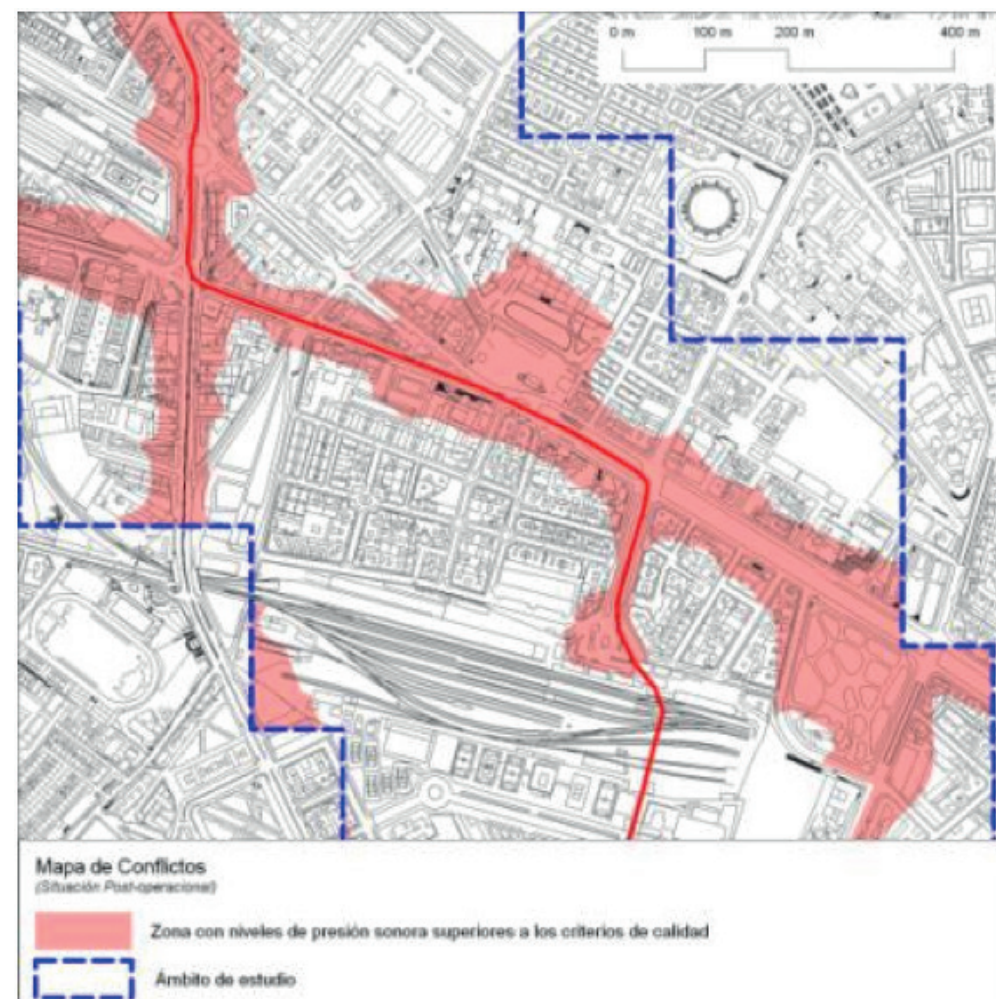 0 m 100 m 200 m 400 m
Mapa de Conflictos
(Situación Post-operacional)
Zona con niveles de presión sonora superiores a los criterios de calidad
Ámbito de estudio